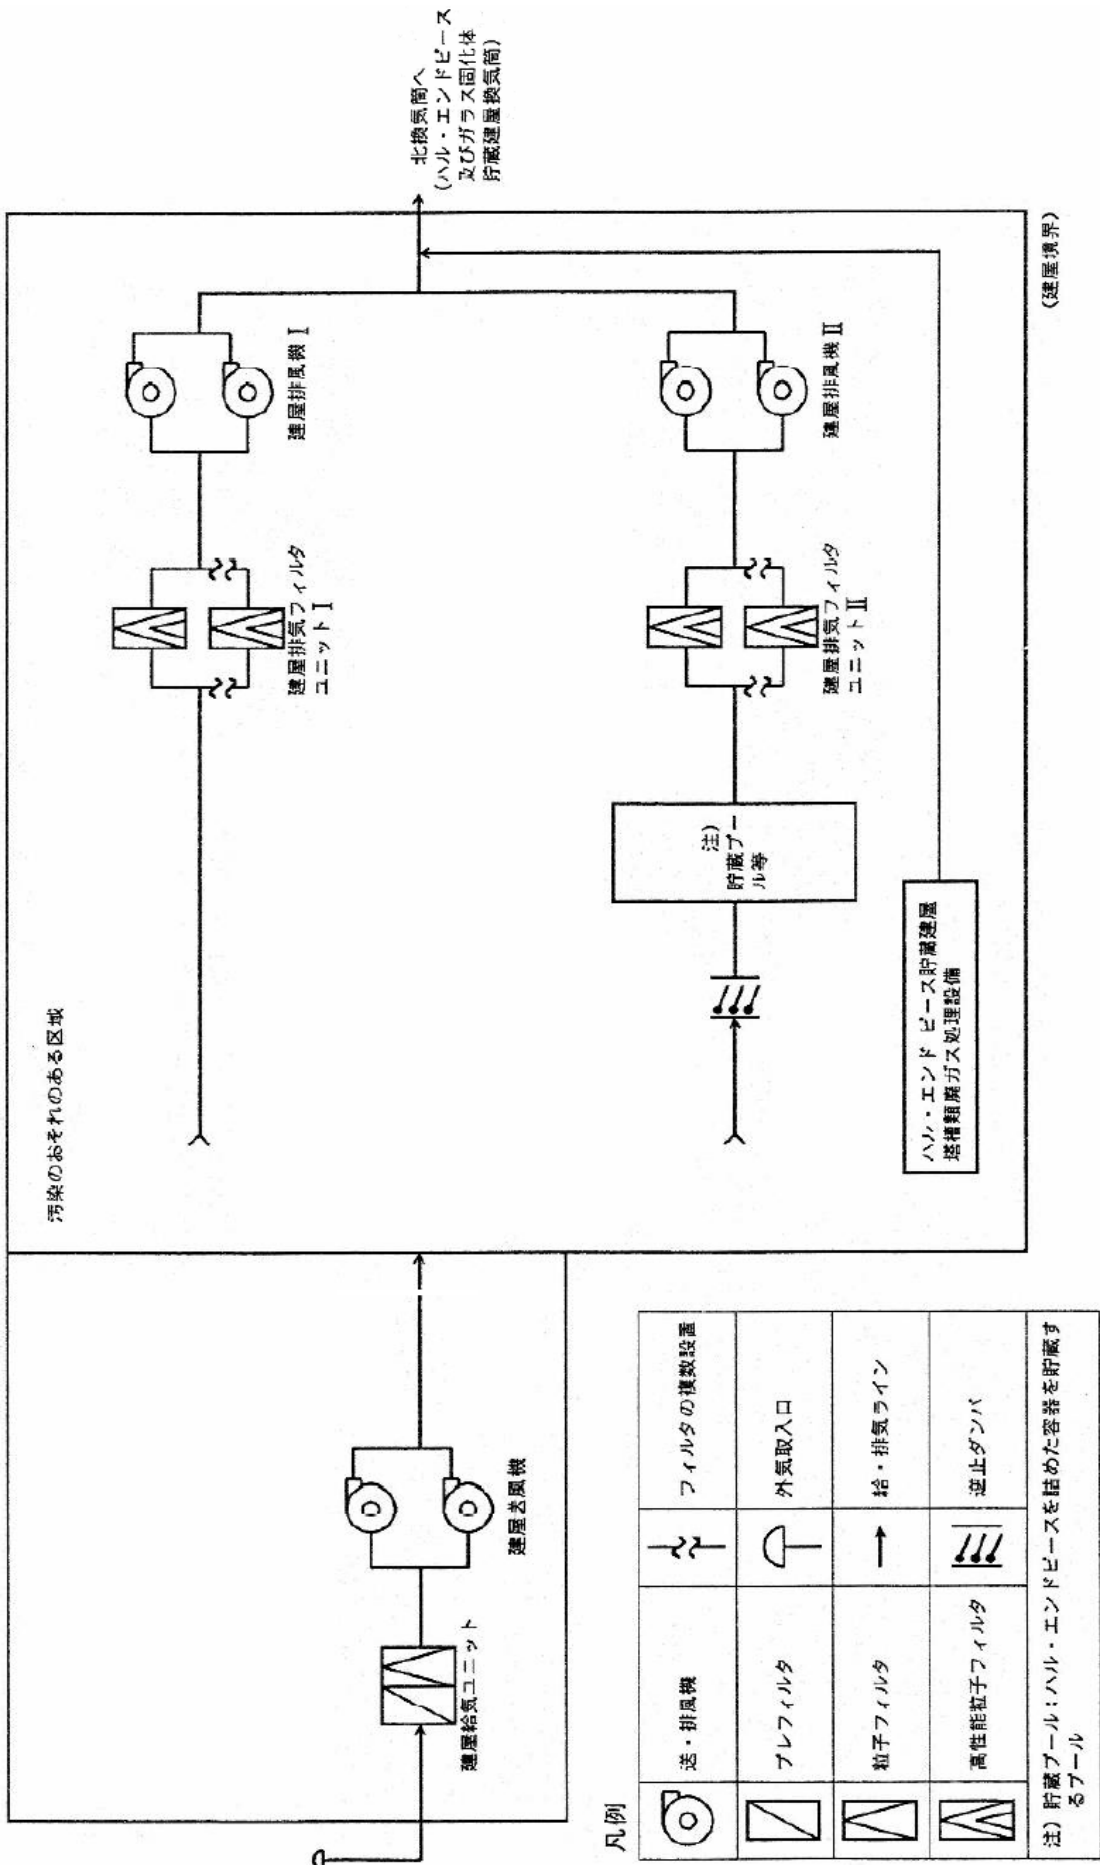 汚染のおそれのある区域
北換気筒へ
(ハル・エンドピース
及びガラス固化体
貯蔵建屋換気筒)
建屋排風機Ⅰ
建屋排気フィルタ
ユニットⅠ
建屋排風機Ⅱ
建屋排気フィルタ
ユニットⅡ
注)
貯蔵プー
ル等
ハル・エンド ピース貯蔵建屋
塔槽類廃ガス処理設備
(建屋境界)
建屋給気ユニット
建屋送風機
凡例
送・排風機
フィルタの複数設置
プレフィルタ
外気取入口
粒子フィルタ
給・排気ライン
高性能粒子フィルタ
逆止ダンパ
注) 貯蔵プール:ハル・エンドピースを詰めた容器を貯蔵す
るプール